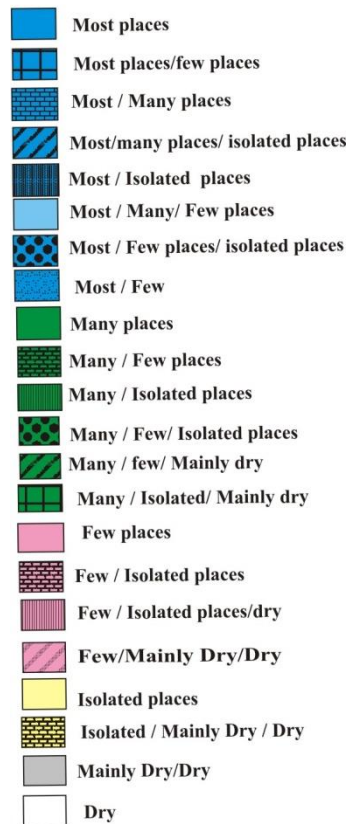 Most places
Most places/few places
Most / Many places
Most/many places/ isolated places
Most / Isolated  places
Most / Many/ Few places
Most / Few places/ isolated places
Most / Few
Many places
Many / Few places
Many / Isolated places
Many / Few/ Isolated places
Many / few/ Mainly dry
Many / Isolated/ Mainly dry
Few places
Few / Isolated places
Few / Isolated places/dry
Few/Mainly Dry/Dry
Isolated places
Isolated / Mainly Dry / Dry
Mainly Dry/Dry
Dry